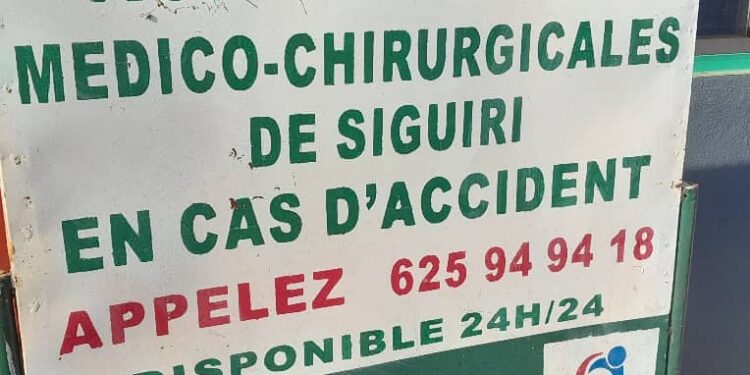 MEDICO-CHIRURGICALES
DE SIGUIRI
EN CAS D'ACCIDENT
APPELEZ 625 94 94 18
DISPONIBLE 24H/24